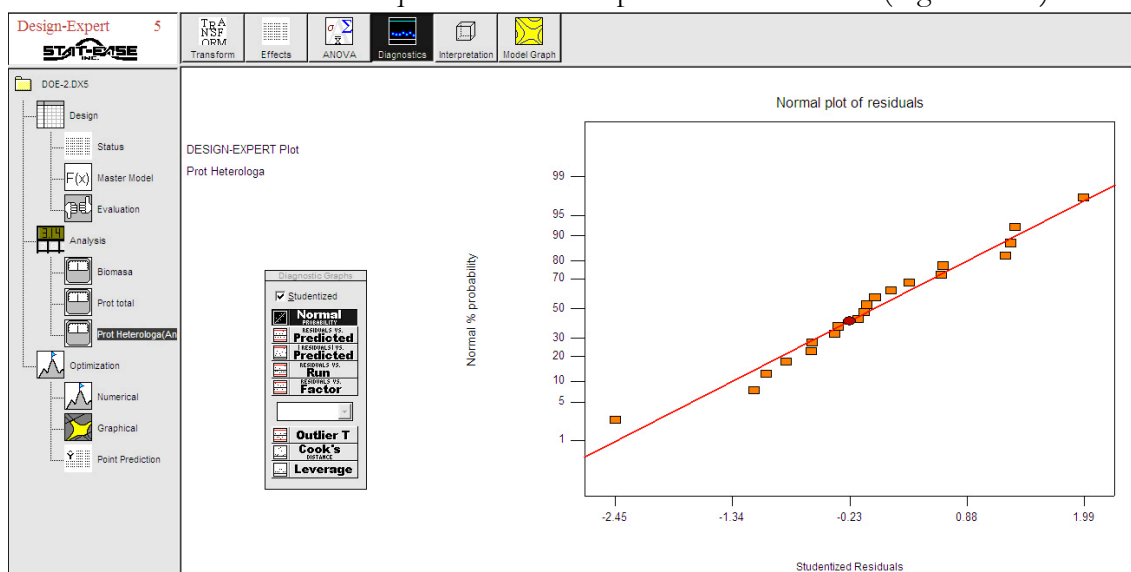 Design-Expert 5
STAT-EASE
INC.
TRA
NSF
ORM
Transform
Effects
σ Σ
x̄
ANOVA
Diagnostics
Interpretation
Model Graph
DOE-2.DX5
Design
Status
F(x) Master Model
Evaluation
314 Analysis
Biomasa
Prot total
Prot Heterologa(An
Optimization
Numerical
Graphical
Ŷ Point Prediction
DESIGN-EXPERT Plot
Prot Heterologa
Diagnostic Graphs
Studentized
Normal
PROBABILITY
RESIDUALS VS.
Predicted
|RESIDUALS| VS.
Predicted
RESIDUALS VS.
Run
RESIDUALS VS.
Factor
Outlier T
Cook's
DISTANCE
Leverage
Normal plot of residuals
Normal % probability
99
95
90
80
70
50
30
20
10
5
1
-2.45 -1.34 -0.23 0.88 1.99
Studentized Residuals